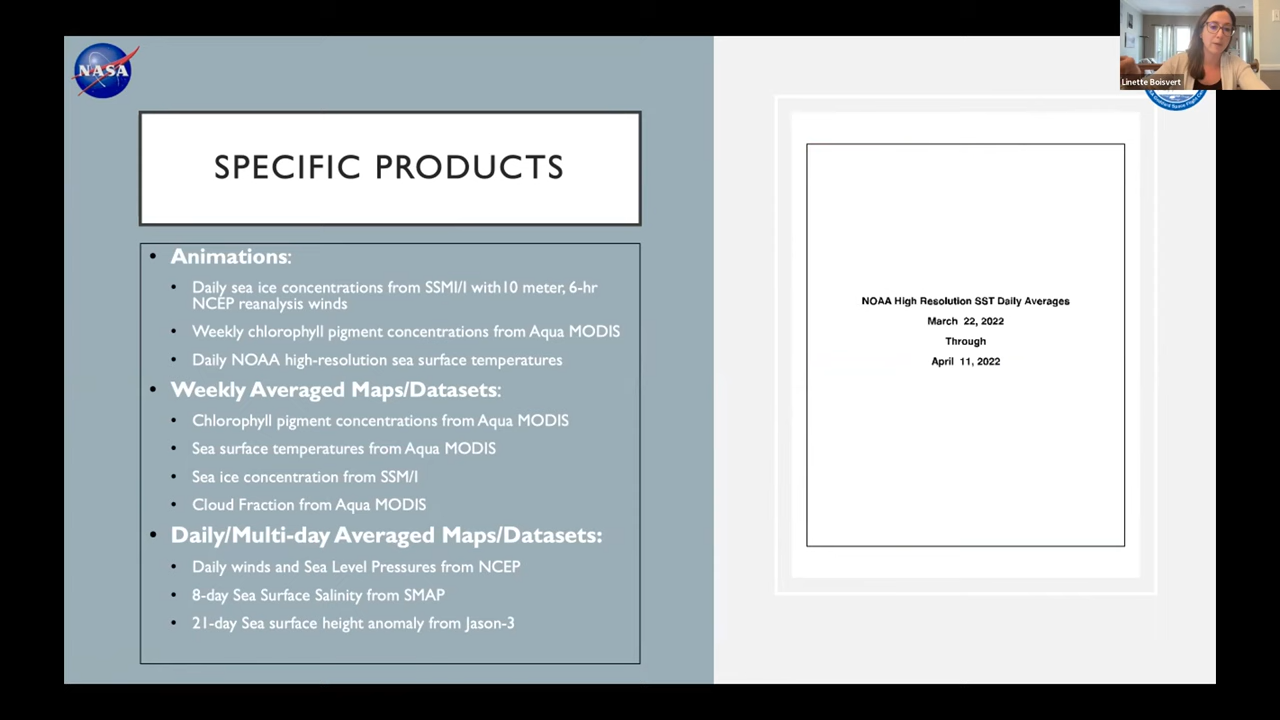 NASA
SPECIFIC PRODUCTS
• Animations:
• Daily sea ice concentrations from SSMI/I with10 meter, 6-hr
NCEP reanalysis winds
• Weekly chlorophyll pigment concentrations from Aqua MODIS
• Daily NOAA high-resolution sea surface temperatures
• Weekly Averaged Maps/Datasets:
• Chlorophyll pigment concentrations from Aqua MODIS
• Sea surface temperatures from Aqua MODIS
• Sea ice concentration from SSM/I
• Cloud Fraction from Aqua MODIS
• Daily/Multi-day Averaged Maps/Datasets:
• Daily winds and Sea Level Pressures from NCEP
• 8-day Sea Surface Salinity from SMAP
• 21-day Sea surface height anomaly from Jason-3
Linette Boisvert
NOAA High Resolution SST Daily Averages
March 22, 2022
Through
April 11, 2022